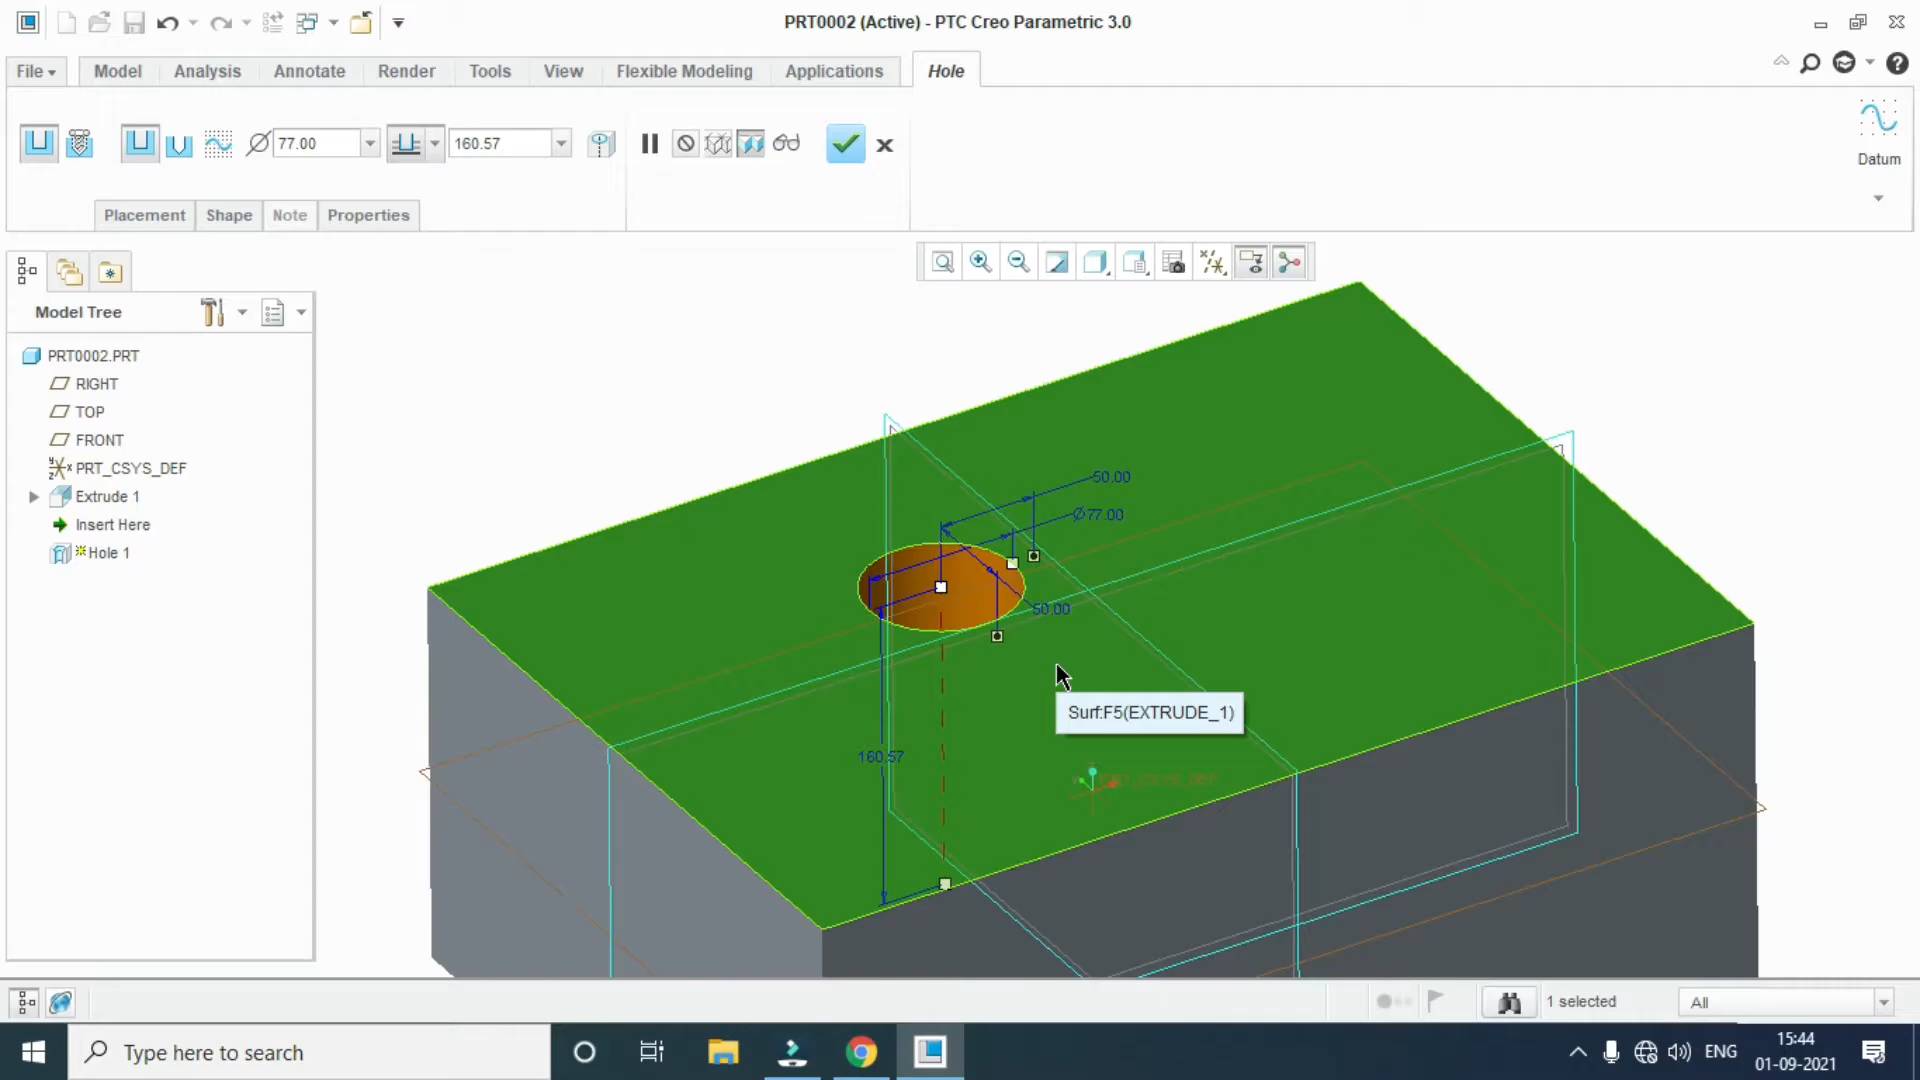 PRT0002 (Active) - PTC Creo Parametric 3.0
File
Model
Analysis
Annotate
Render
Tools
View
Flexible Modeling
Applications
Hole
77.00
160.57
Datum
Placement
Shape
Note
Properties
Model Tree
PRT0002.PRT
RIGHT
TOP
FRONT
PRT_CSYS_DEF
Extrude 1
Insert Here
Hole 1
50.00
Ø77.00
50.00
160.57
Surf:F5(EXTRUDE_1)
PRT_CSYS_DEF
1 selected
All
Type here to search
ENG
15:44
01-09-2021